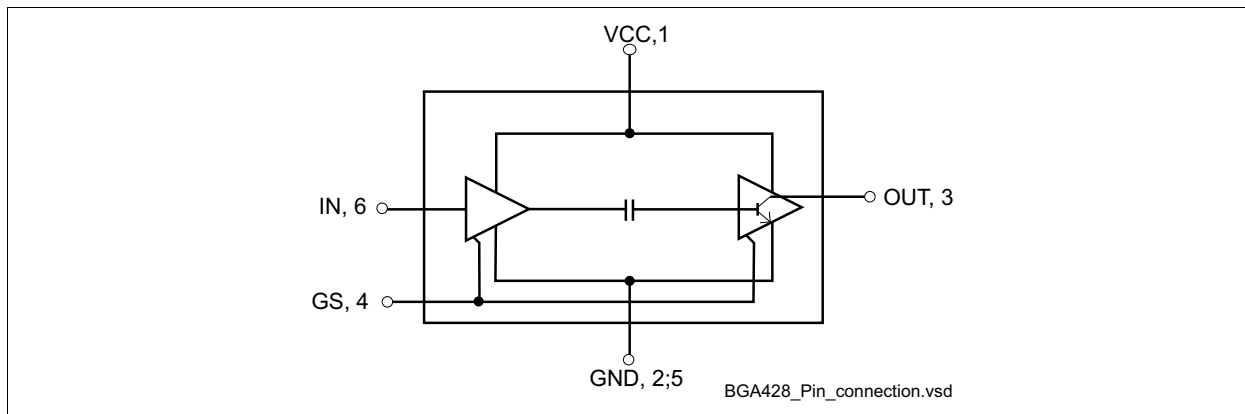 VCC,1
IN, 6
OUT, 3
GS, 4
GND, 2;5
BGA428_Pin_connection.vsd